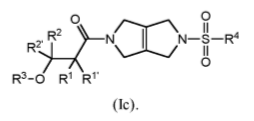 O
O
R² N N S R⁴
R²'
R³ O R¹ R¹' O
(Ic).